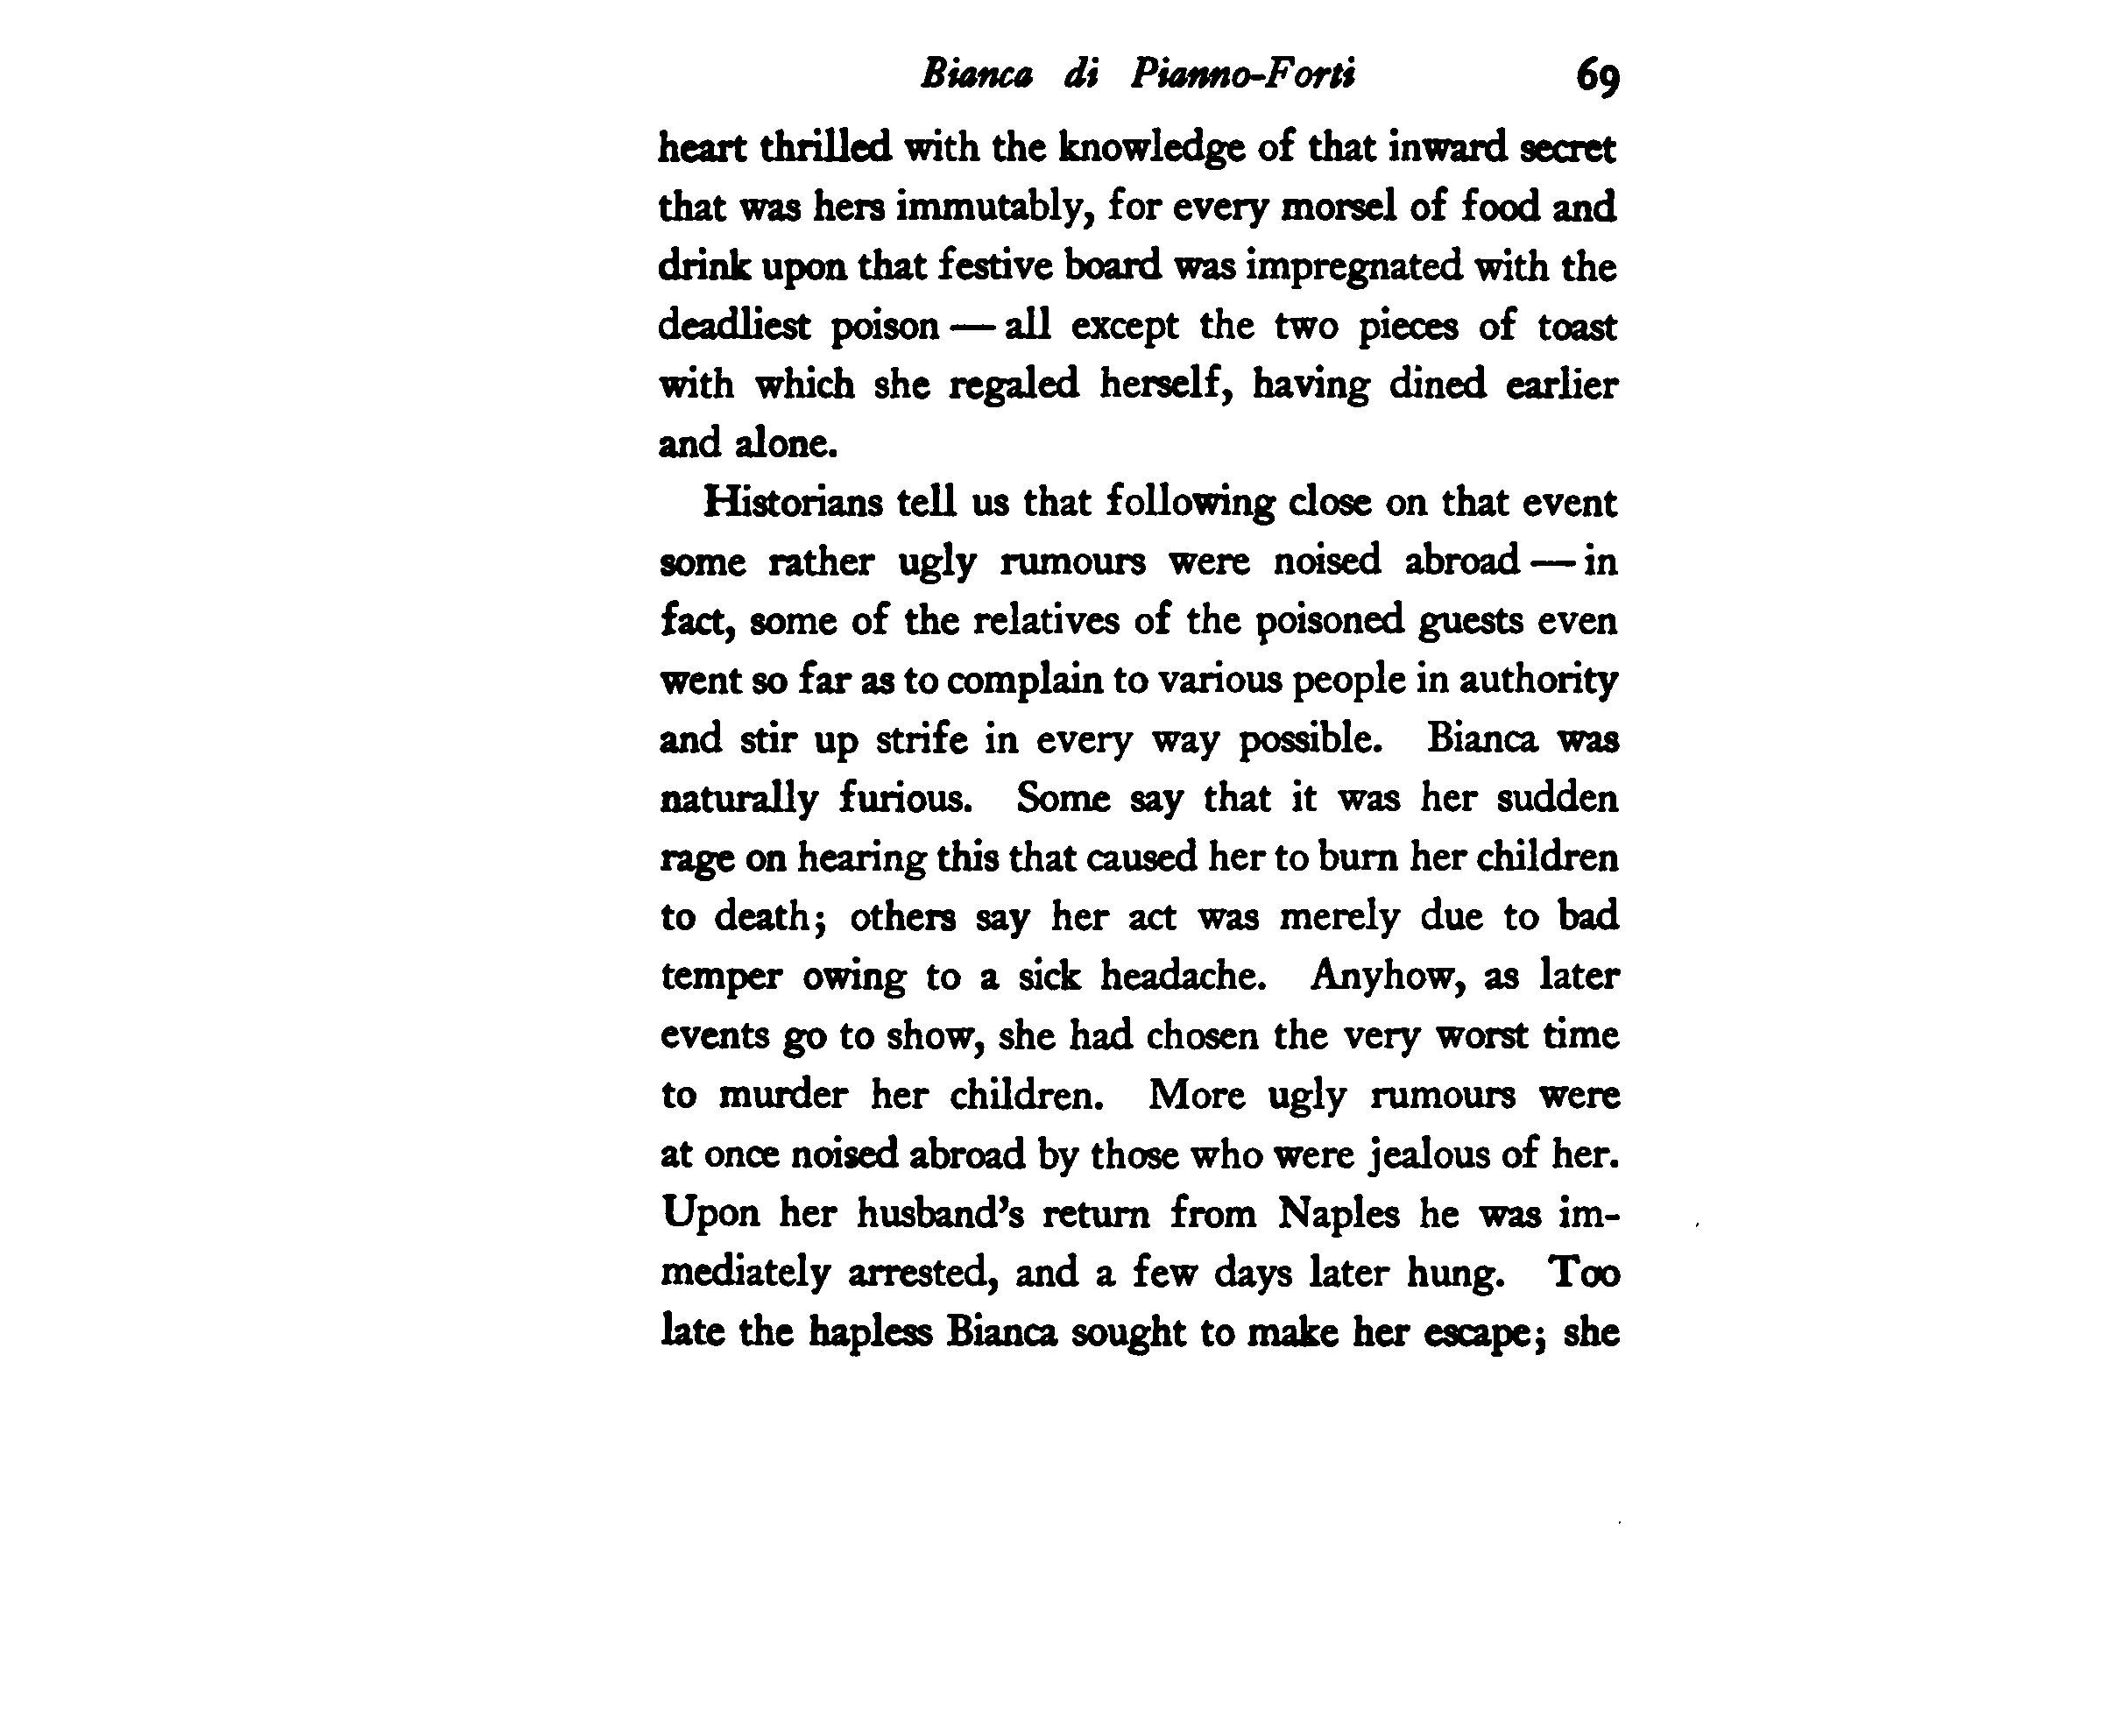 Bianca di Pianno-Forti 69
heart thrilled with the knowledge of that inward secret
that was hers immutably, for every morsel of food and
drink upon that festive board was impregnated with the
deadliest poison — all except the two pieces of toast
with which she regaled herself, having dined earlier
and alone.
Historians tell us that following close on that event
some rather ugly rumours were noised abroad — in
fact, some of the relatives of the poisoned guests even
went so far as to complain to various people in authority
and stir up strife in every way possible. Bianca was
naturally furious. Some say that it was her sudden
rage on hearing this that caused her to burn her children
to death; others say her act was merely due to bad
temper owing to a sick headache. Anyhow, as later
events go to show, she had chosen the very worst time
to murder her children. More ugly rumours were
at once noised abroad by those who were jealous of her.
Upon her husband's return from Naples he was im-
mediately arrested, and a few days later hung. Too
late the hapless Bianca sought to make her escape; she